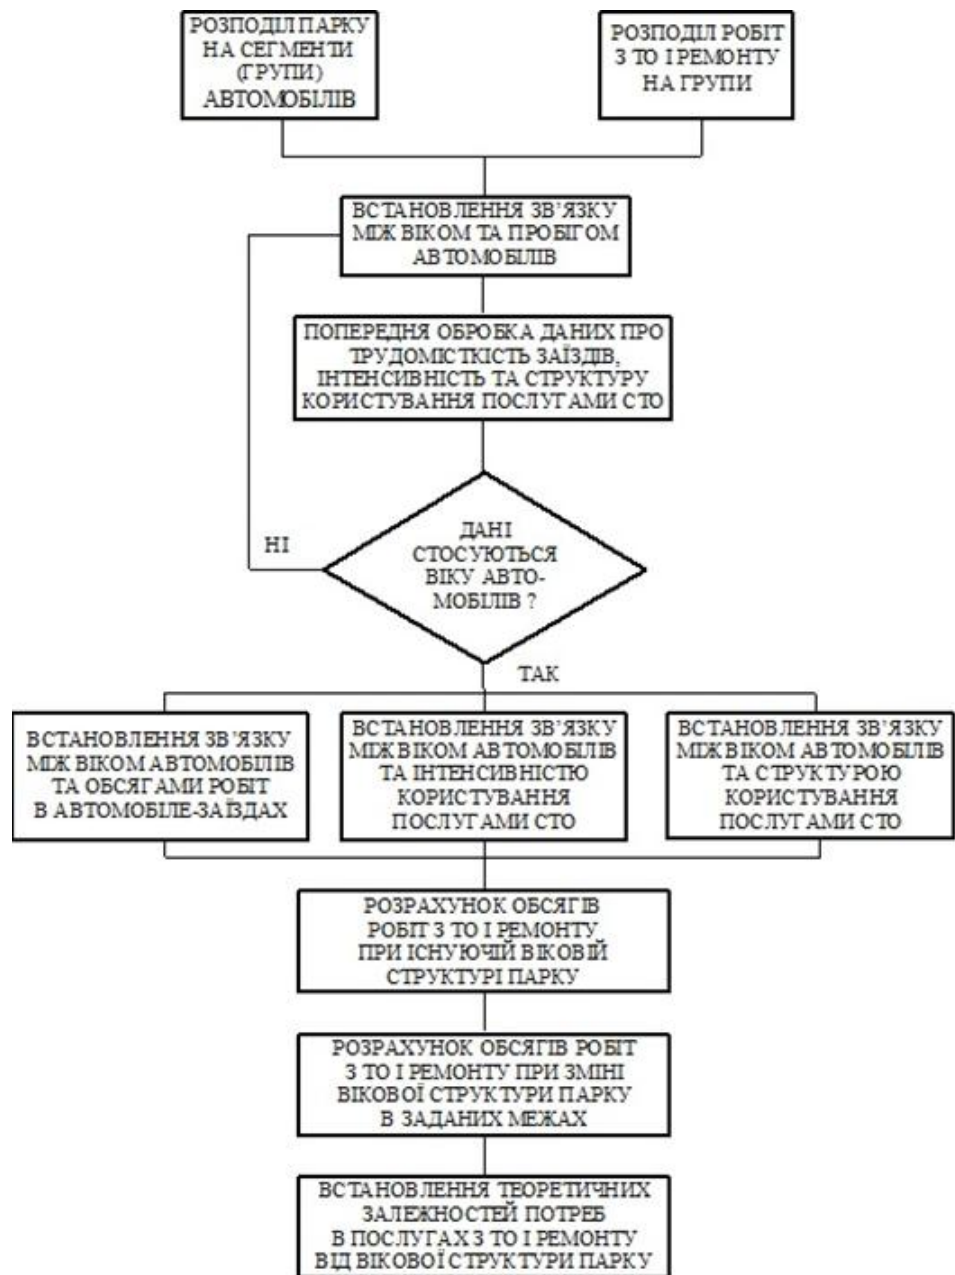 РОЗПОДІЛ ПАРКУ
НА СЕГМЕНТИ
(ГРУПИ)
АВТОМОБІЛІВ
РОЗПОДІЛ РОБІТ
З ТО І РЕМОНТУ
НА ГРУПИ
ВСТАНОВЛЕННЯ ЗВ’ЯЗКУ
МІЖ ВІКОМ ТА ПРОБІГОМ
АВТОМОБІЛІВ
ПОПЕРЕДНЯ ОБРОБКА ДАНИХ ПРО
ТРУДОМІСТКІСТЬ ЗАЇЗДІВ,
ІНТЕНСИВНІСТЬ ТА СТРУКТУРУ
КОРИСТУВАННЯ ПОСЛУГАМИ СТО
ДАНІ
СТОСУЮТЬСЯ
ВІКУ АВТО-
МОБІЛІВ ?
НІ
ТАК
ВСТАНОВЛЕННЯ ЗВ’ЯЗКУ
МІЖ ВІКОМ АВТОМОБІЛІВ
ТА ОБСЯГАМИ РОБІТ
В АВТОМОБІЛЕ-ЗАЇЗДАХ
ВСТАНОВЛЕННЯ ЗВ’ЯЗКУ
МІЖ ВІКОМ АВТОМОБІЛІВ
ТА ІНТЕНСИВНІСТЮ
КОРИСТУВАННЯ
ПОСЛУГАМИ СТО
ВСТАНОВЛЕННЯ ЗВ’ЯЗКУ
МІЖ ВІКОМ АВТОМОБІЛІВ
ТА СТРУКТУРОЮ
КОРИСТУВАННЯ
ПОСЛУГАМИ СТО
РОЗРАХУНОК ОБСЯГІВ
РОБІТ З ТО І РЕМОНТУ
ПРИ ІСНУЮЧІЙ ВІКОВІЙ
СТРУКТУРІ ПАРКУ
РОЗРАХУНОК ОБСЯГІВ РОБІТ
З ТО І РЕМОНТУ ПРИ ЗМІНІ
ВІКОВОЇ СТРУКТУРИ ПАРКУ
В ЗАДАНИХ МЕЖАХ
ВСТАНОВЛЕННЯ ТЕОРЕТИЧНИХ
ЗАЛЕЖНОСТЕЙ ПОТРЕБ
В ПОСЛУГАХ З ТО І РЕМОНТУ
ВІД ВІКОВОЇ СТРУКТУРИ ПАРКУ